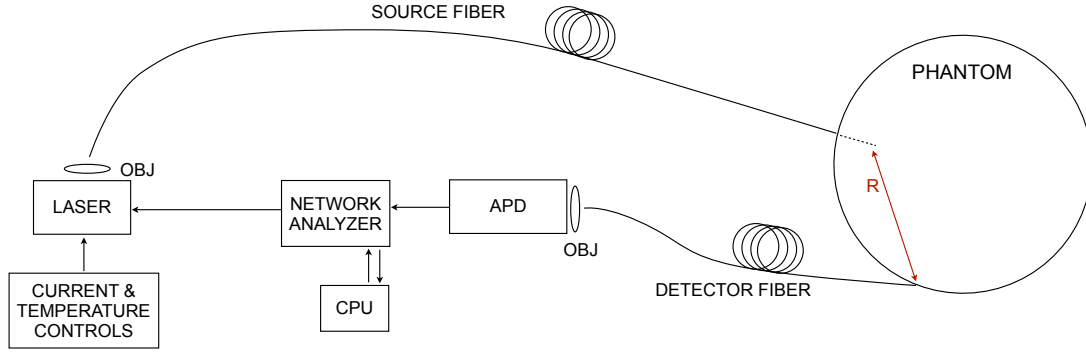 SOURCE FIBER
PHANTOM
OBJ
R
LASER
NETWORK
ANALYZER
APD
OBJ
CURRENT &
TEMPERATURE
CONTROLS
CPU
DETECTOR FIBER